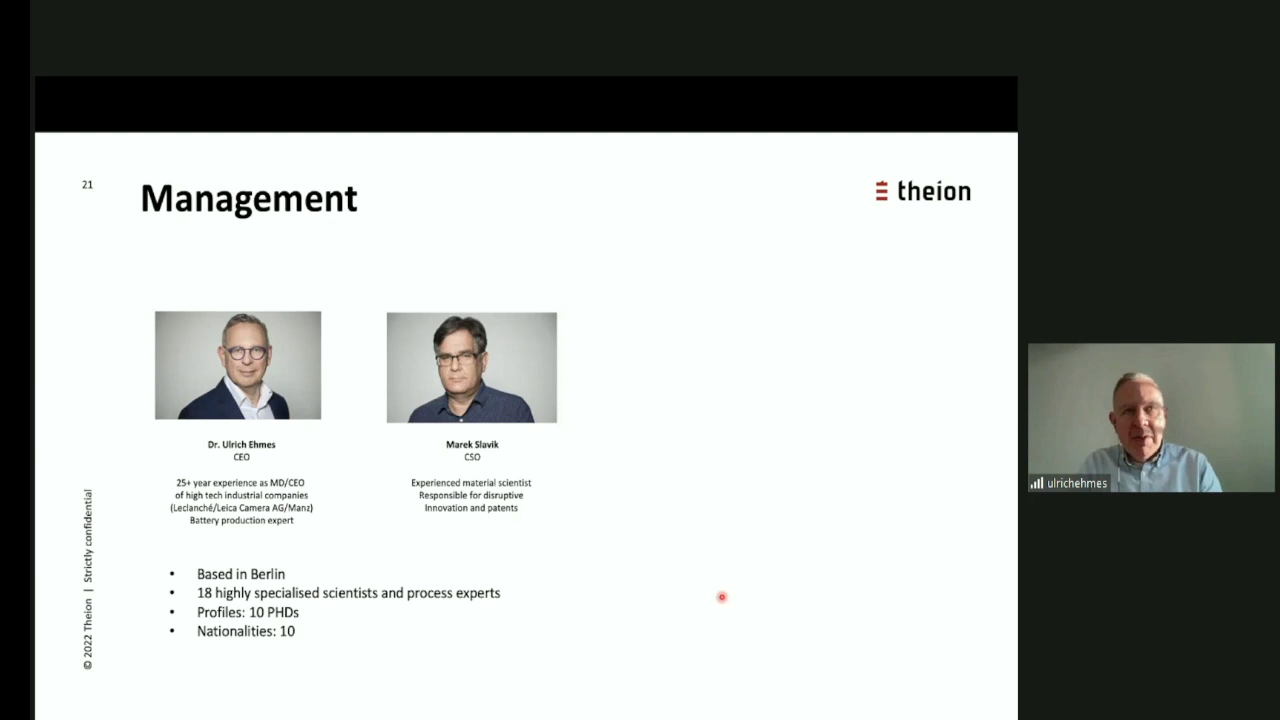 21
Management
theion
Dr. Ulrich Ehmes
CEO
25+ year experience as MD/CEO
of high tech industrial companies
(Leclanché/Leica Camera AG/Manz)
Battery production expert
Marek Slavik
CSO
Experienced material scientist
Responsible for disruptive
Innovation and patents
• Based in Berlin
• 18 highly specialised scientists and process experts
• Profiles: 10 PHDs
• Nationalities: 10
© 2022 Theion | Strictly confidential
ulrichehmes